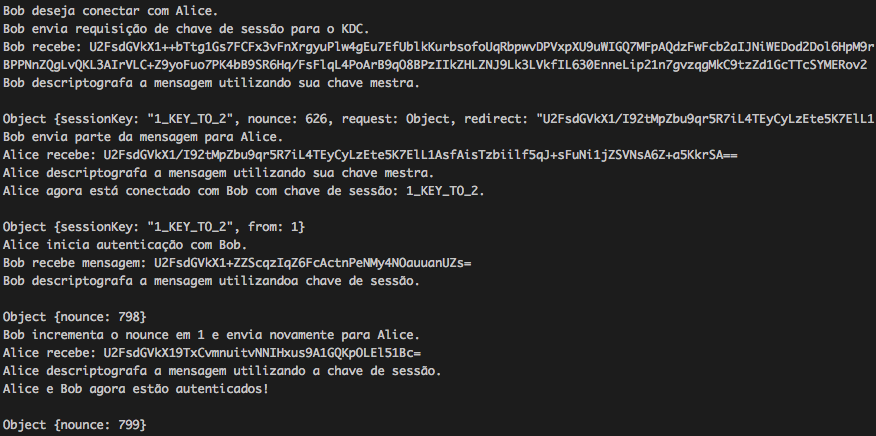 Bob deseja conectar com Alice.
Bob envia requisição de chave de sessão para o KDC.
Bob recebe: U2FsdGVkX1++bTtg1Gs7FCFx3vFnXrgyuPlw4gEu7EfUblkKurbsofoUqRbpwvDPVxpXU9uWIGQ7MFpAQdzFwFcb2aIJNiWEDod2Dol6HpM9r
BPPNnZQgLvQKL3AIrVLC+Z9yoFuo7PK4bB9SR6Hq/FsFlqL4PoArB9qO8BPzIIkZHLZNJ9Lk3LVkfIL630EnneLip21n7gvzqgMkC9tzZd1GcTTcSYMERov2
Bob descriptografa a mensagem utilizando sua chave mestra.
Object {sessionKey: "1_KEY_TO_2", nounce: 626, request: Object, redirect: "U2FsdGVkX1/I92tMpZbu9qr5R7iL4TEyCyLzEte5K7ElL1
Bob envia parte da mensagem para Alice.
Alice recebe: U2FsdGVkX1/I92tMpZbu9qr5R7iL4TEyCyLzEte5K7ElL1AsfAisTzbiilf5qJ+sFuNi1jZSVNsA6Z+a5KkrSA==
Alice descriptografa a mensagem utilizando sua chave mestra.
Alice agora está conectado com Bob com chave de sessão: 1_KEY_TO_2.
Object {sessionKey: "1_KEY_TO_2", from: 1}
Alice inicia autenticação com Bob.
Bob recebe mensagem: U2FsdGVkX1+ZZScqzIqZ6FcActnPeNMy4NOauuanUZs=
Bob descriptografa a mensagem utilizandoa chave de sessão.
Object {nounce: 798}
Bob incrementa o nounce em 1 e envia novamente para Alice.
Alice recebe: U2FsdGVkX19TxCvmnuitvNNIHxus9A1GQKpOLEl51Bc=
Alice descriptografa a mensagem utilizando a chave de sessão.
Alice e Bob agora estão autenticados!
Object {nounce: 799}